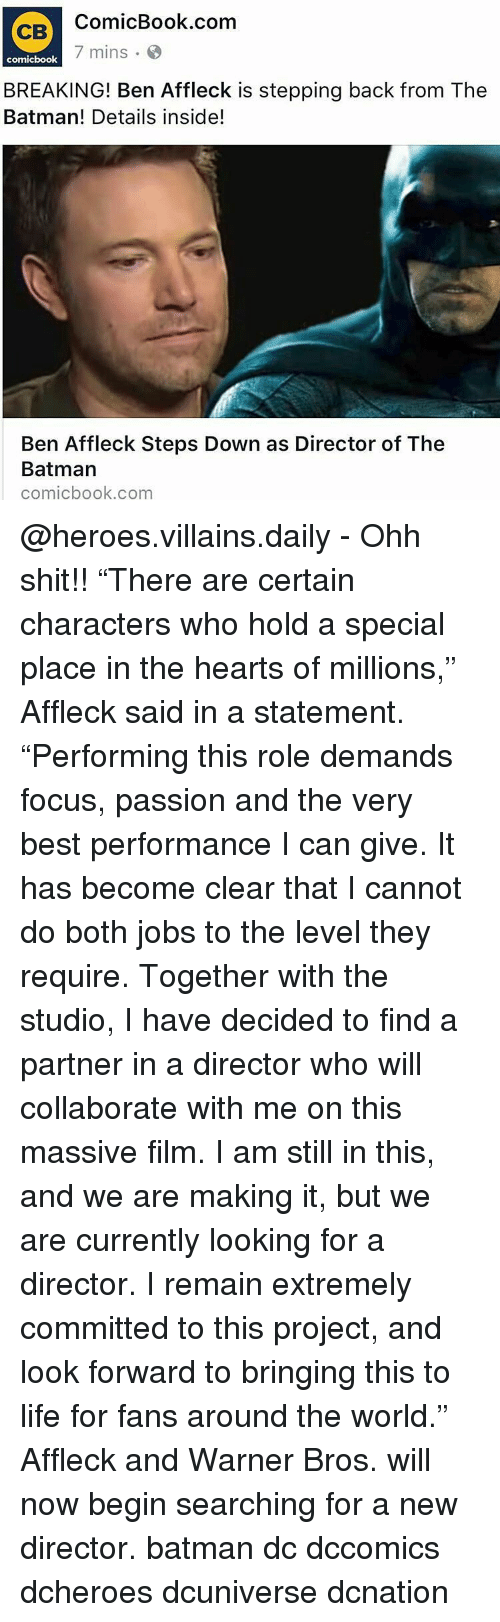 CB
comicbook
ComicBook.com
7 mins ·
BREAKING! Ben Affleck is stepping back from The
Batman! Details inside!
Ben Affleck Steps Down as Director of The
Batman
comicbook.com
@heroes.villains.daily - Ohh
shit!! “There are certain
characters who hold a special
place in the hearts of millions,”
Affleck said in a statement.
“Performing this role demands
focus, passion and the very
best performance I can give. It
has become clear that I cannot
do both jobs to the level they
require. Together with the
studio, I have decided to find a
partner in a director who will
collaborate with me on this
massive film. I am still in this,
and we are making it, but we
are currently looking for a
director. I remain extremely
committed to this project, and
look forward to bringing this to
life for fans around the world.”
Affleck and Warner Bros. will
now begin searching for a new
director. batman dc dccomics
dcheroes dcuniverse dcnation